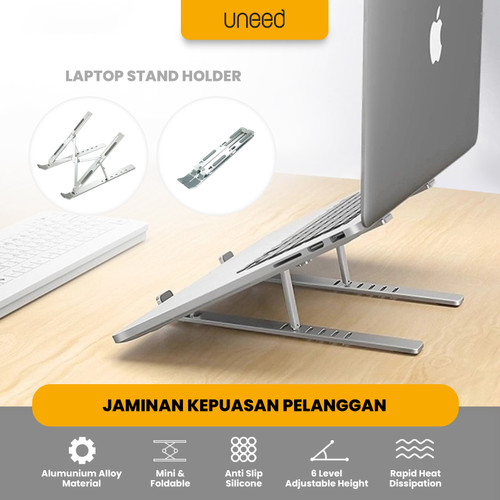 uneed
LAPTOP STAND HOLDER
JAMINAN KEPUASAN PELANGGAN
Alumunium Alloy
Material
Mini &
Foldable
Anti Slip
Silicone
6 Level
Adjustable Height
Rapid Heat
Dissipation